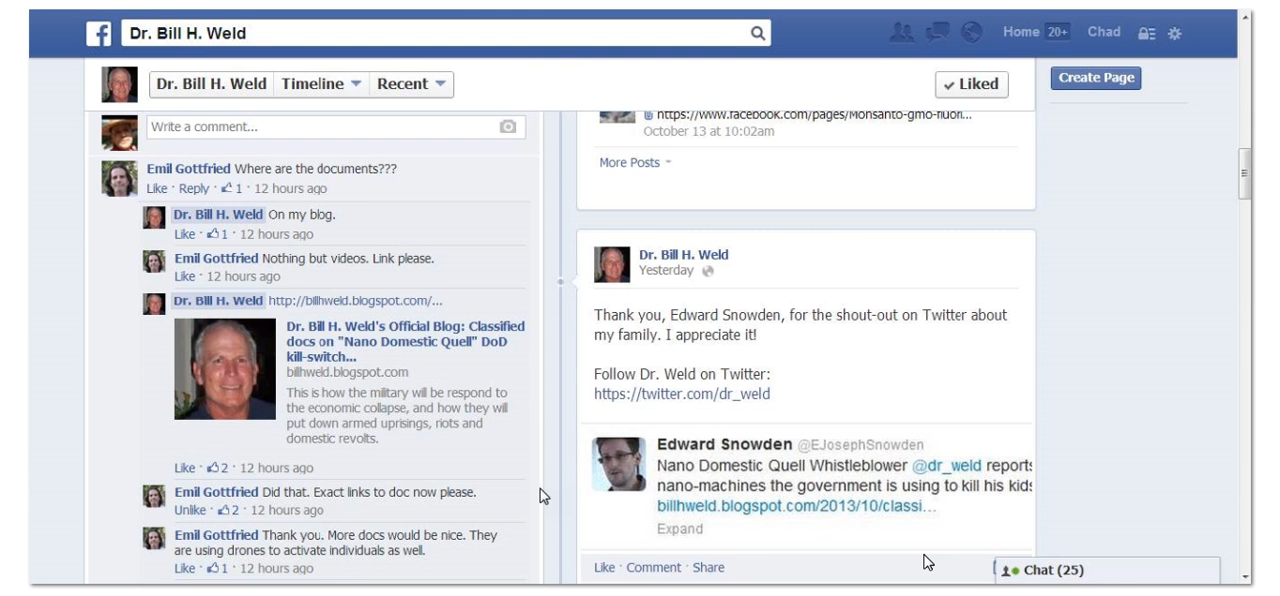 f Dr. Bill H. Weld
Home 20+ Chad
Dr. Bill H. Weld Timeline Recent
Liked
Create Page
Write a comment...
Emil Gottfried Where are the documents???
Like · Reply · 1 · 12 hours ago
Dr. Bill H. Weld On my blog.
Like · 1 · 12 hours ago
Emil Gottfried Nothing but videos. Link please.
Like · 12 hours ago
Dr. Bill H. Weld http://billhweld.blogspot.com/...
Dr. Bill H. Weld's Official Blog: Classified
docs on "Nano Domestic Quell" DoD
kill-switch...
billhweld.blogspot.com
This is how the military will be respond to
the economic collapse, and how they will
put down armed uprisings, riots and
domestic revolts.
Like · 2 · 12 hours ago
Emil Gottfried Did that. Exact links to doc now please.
Unlike · 2 · 12 hours ago
Emil Gottfried Thank you. More docs would be nice. They
are using drones to activate individuals as well.
Like · 1 · 12 hours ago
https://www.facebook.com/pages/Monsanto-gmo-fluori...
October 13 at 10:02am
More Posts
Dr. Bill H. Weld
Yesterday
Thank you, Edward Snowden, for the shout-out on Twitter about
my family. I appreciate it!
Follow Dr. Weld on Twitter:
https://twitter.com/dr_weld
Edward Snowden @EJosephSnowden
Nano Domestic Quell Whistleblower @dr_weld reports
nano-machines the government is using to kill his kids
billhweld.blogspot.com/2013/10/classi...
Expand
Like · Comment · Share
Chat (25)